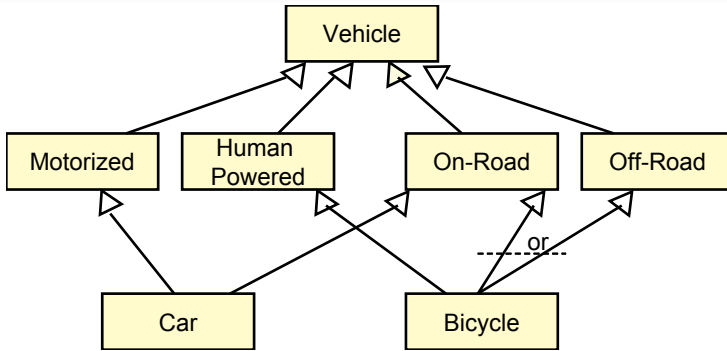 Vehicle
Motorized
Human
Powered
On-Road
Off-Road
or
Car
Bicycle